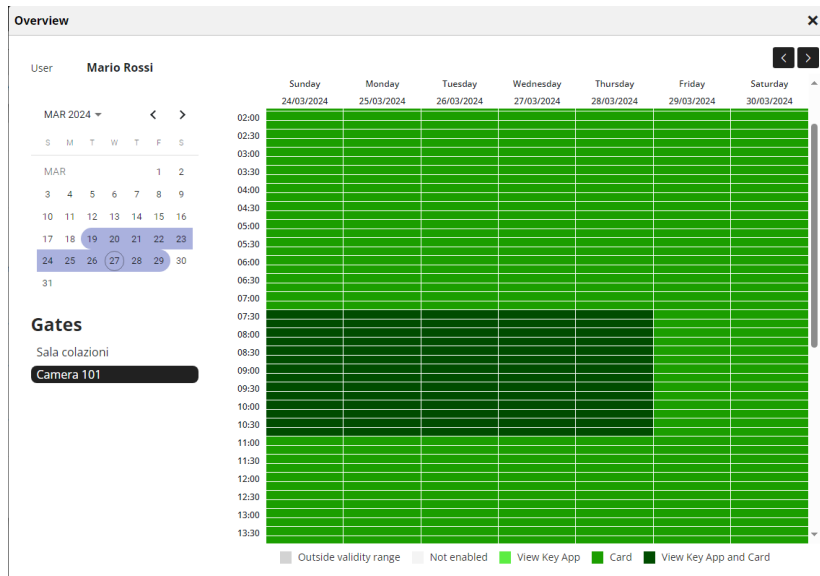 Overview
User Mario Rossi
MAR 2024
S M T W T F S
MAR 1 2
3 4 5 6 7 8 9
10 11 12 13 14 15 16
17 18 19 20 21 22 23
24 25 26 27 28 29 30
31
Gates
Sala colazioni
Camera 101
Sunday Monday Tuesday Wednesday Thursday Friday Saturday
24/03/2024 25/03/2024 26/03/2024 27/03/2024 28/03/2024 29/03/2024 30/03/2024
02:00
02:30
03:00
03:30
04:00
04:30
05:00
05:30
06:00
06:30
07:00
07:30
08:00
08:30
09:00
09:30
10:00
10:30
11:00
11:30
12:00
12:30
13:00
13:30
Outside validity range Not enabled View Key App Card View Key App and Card